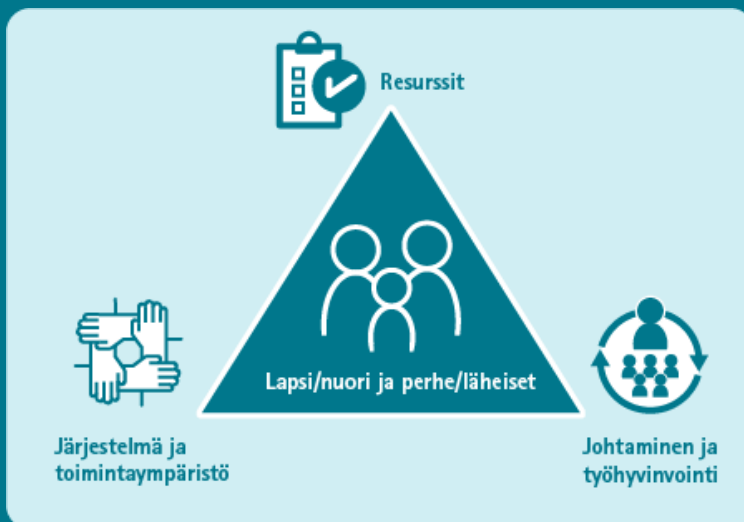 Resurssit
Lapsi/nuori ja perhe/läheiset
Järjestelmä ja
toimintaympäristö
Johtaminen ja
työhyvinvointi